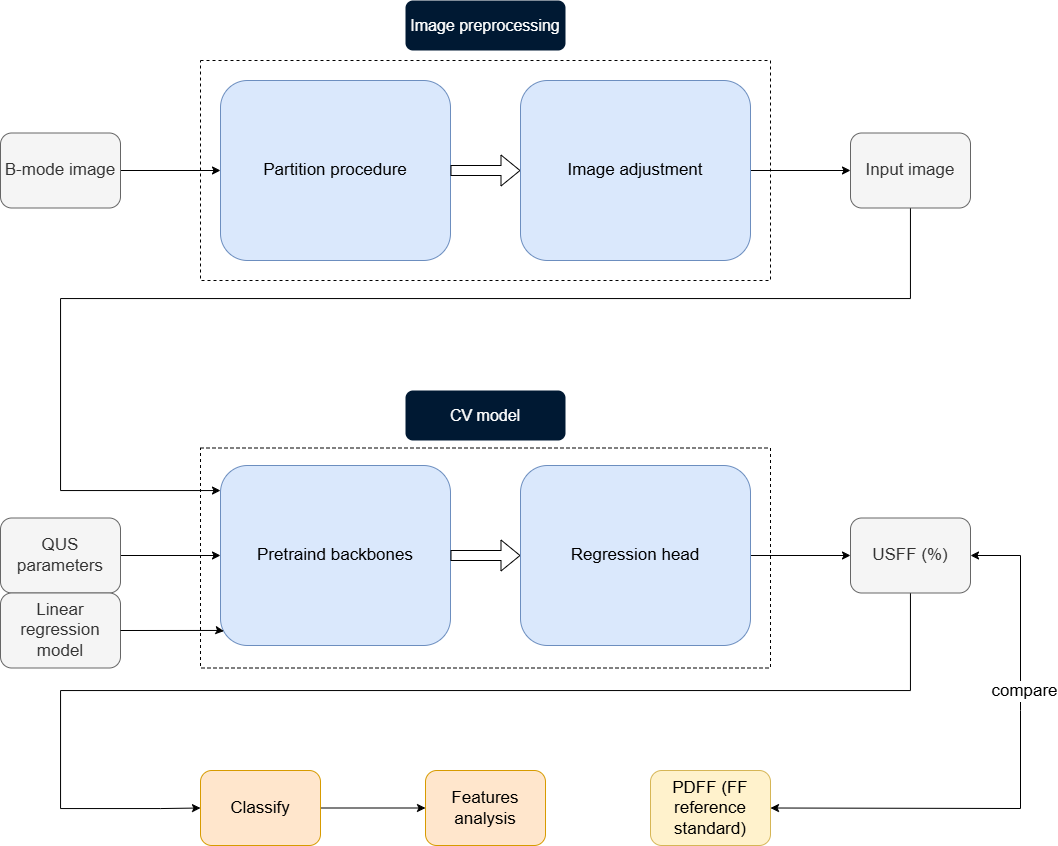 Image preprocessing
B-mode image
Partition procedure
Image adjustment
Input image
CV model
Pretraind backbones
Regression head
QUS
parameters
Linear
regression
model
USFF (%)
compare
Classify
Features
analysis
PDFF (FF
reference
standard)